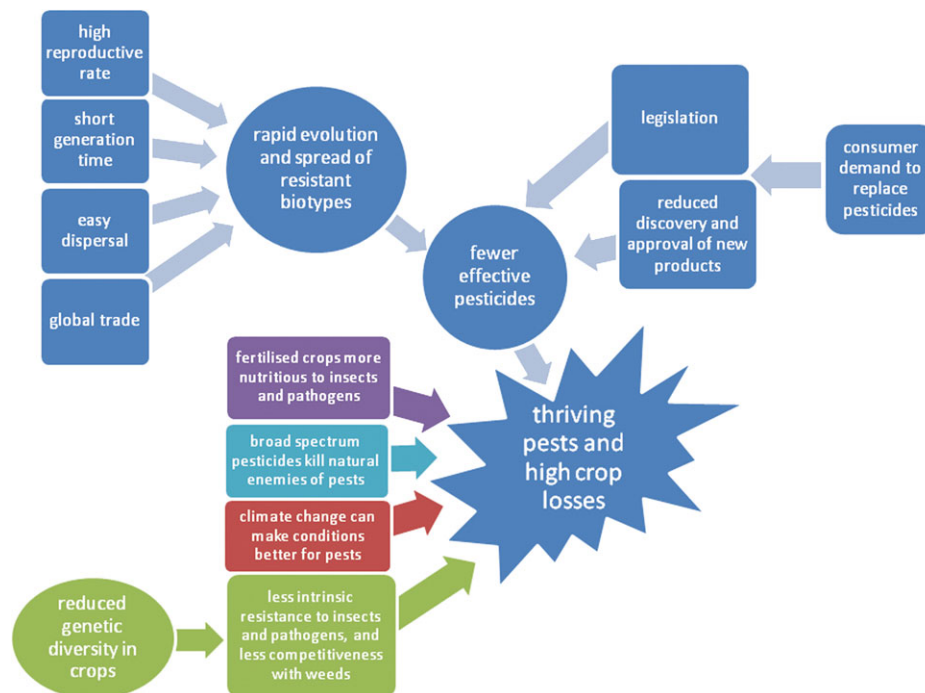 high
reproductive
rate
short
generation
time
easy
dispersal
global trade
rapid evolution
and spread of
resistant
biotypes
legislation
consumer
demand to
replace
pesticides
reduced
discovery and
approval of new
products
fewer
effective
pesticides
fertilised crops more
nutritious to insects
and pathogens
broad spectrum
pesticides kill natural
enemies of pests
climate change can
make conditions
better for pests
thriving
pests and
high crop
losses
reduced
genetic
diversity in
crops
less intrinsic
resistance to insects
and pathogens, and
less competitiveness
with weeds